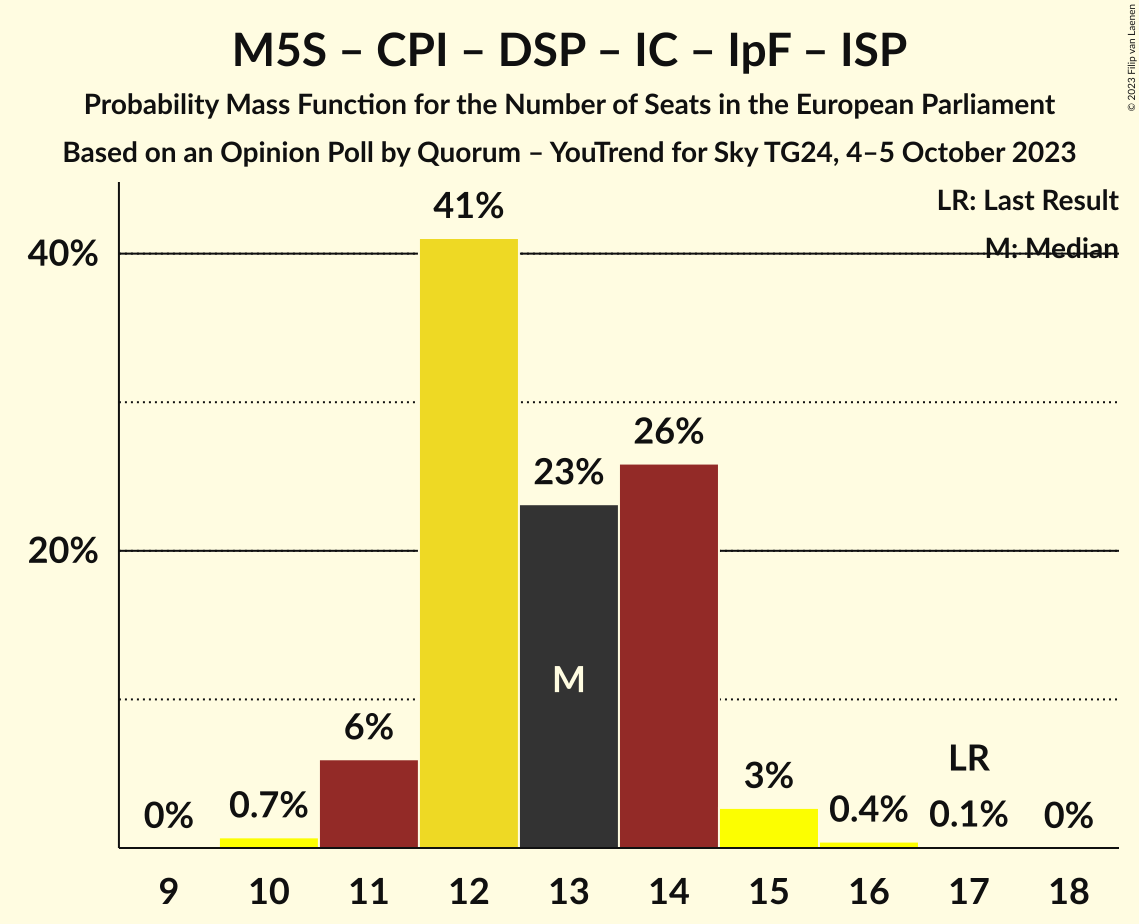 M5S – CPI – DSP – IC – IpF – ISP
Probability Mass Function for the Number of Seats in the European Parliament
Based on an Opinion Poll by Quorum – YouTrend for Sky TG24, 4–5 October 2023
© 2023 Filip van Laenen
LR: Last Result
M: Median
40%
20%
0%
0.7%
6%
41%
23%
26%
3%
0.4%
LR
0.1%
0%
M
9 10 11 12 13 14 15 16 17 18